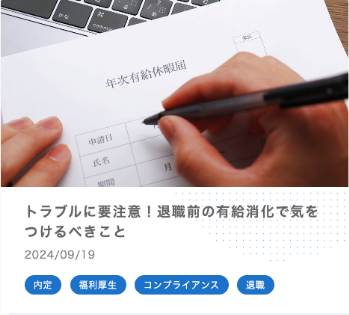 年次有給休暇届
申請日
氏名
期間
月
トラブルに要注意！退職前の有給消化で気を
つけるべきこと
2024/09/19
内定
福利厚生
コンプライアンス
退職